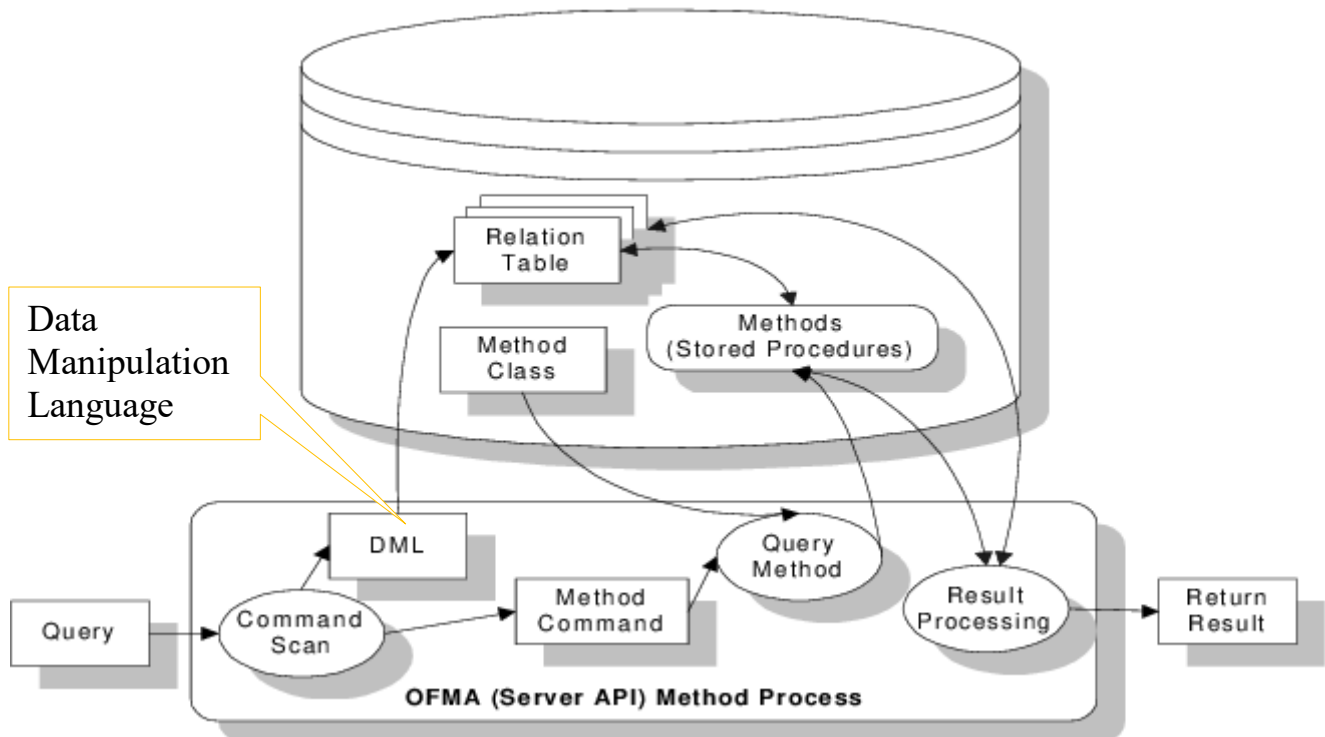 Relation
Table
Methods
(Stored Procedures)
Method
Class
Data
Manipulation
Language
DML
Query
Method
Method
Command
Query
Command
Scan
Result
Processing
Return
Result
OFMA (Server API) Method Process